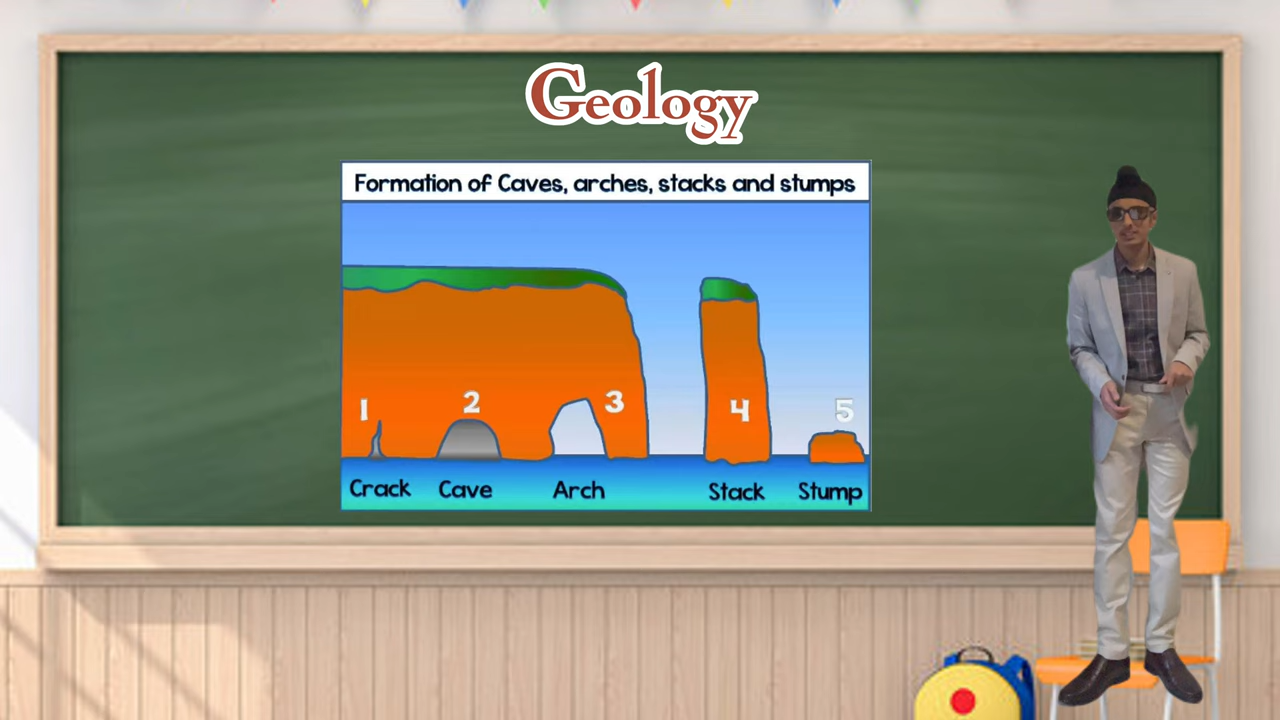 Geology
Formation of Caves, arches, stacks and stumps
1 2 3 4 5
Crack Cave Arch Stack Stump